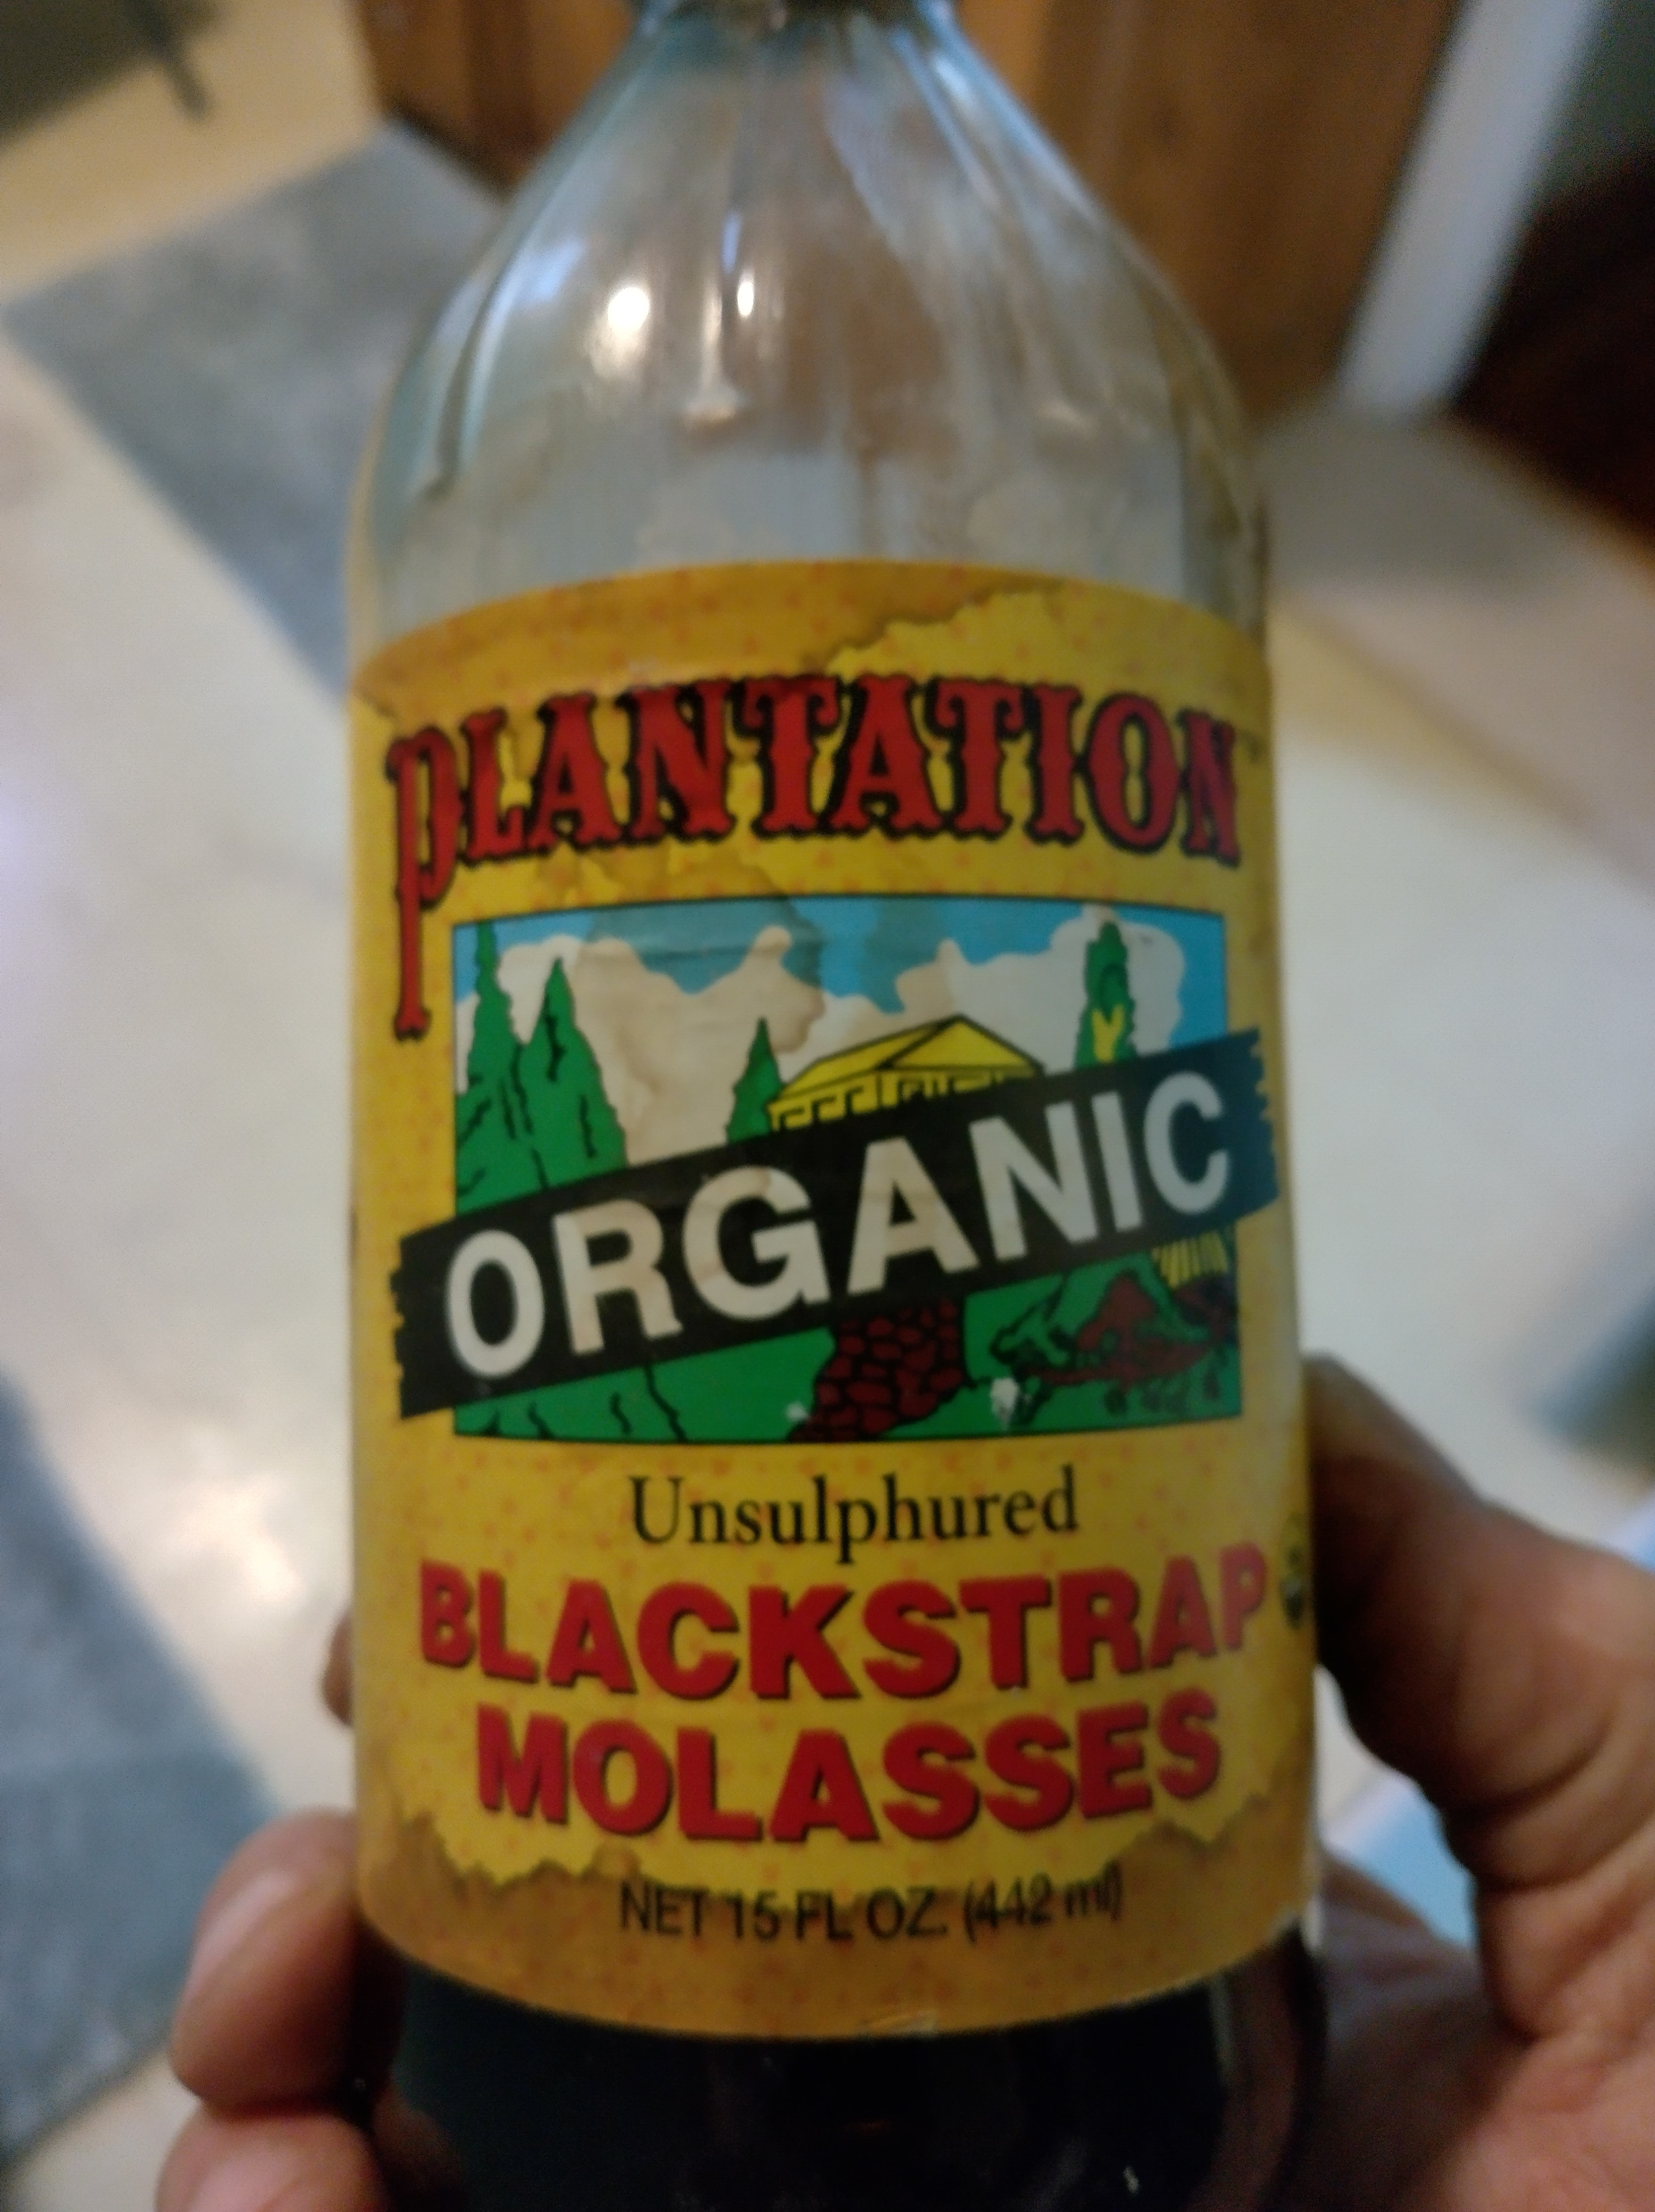 PLANTATION
ORGANIC
Unsulphured
BLACKSTRAP
MOLASSES
NET 15 FL OZ. (442 ml)